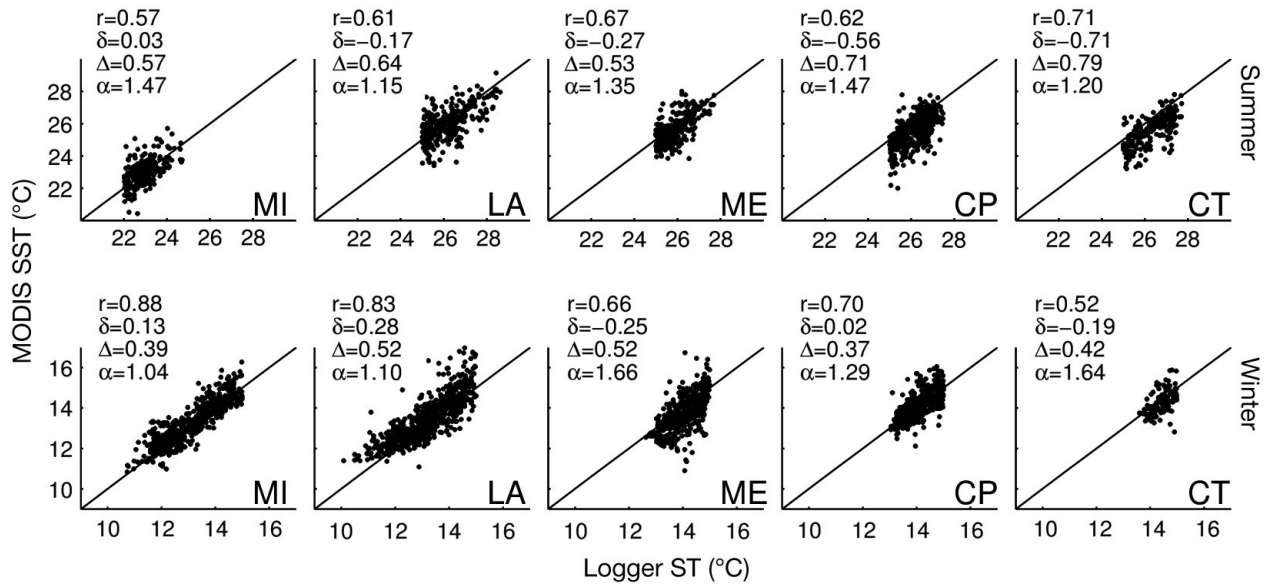 r=0.57
δ=0.03
Δ=0.57
α=1.47
r=0.61
δ=−0.17
Δ=0.64
α=1.15
r=0.67
δ=−0.27
Δ=0.53
α=1.35
r=0.62
δ=−0.56
Δ=0.71
α=1.47
r=0.71
δ=−0.71
Δ=0.79
α=1.20
28
26
24
22
MI
LA
ME
CP
CT
Summer
22 24 26 28
22 24 26 28
22 24 26 28
22 24 26 28
22 24 26 28
MODIS SST (°C)
r=0.88
δ=0.13
Δ=0.39
α=1.04
r=0.83
δ=0.28
Δ=0.52
α=1.10
r=0.66
δ=−0.25
Δ=0.52
α=1.66
r=0.70
δ=0.02
Δ=0.37
α=1.29
r=0.52
δ=−0.19
Δ=0.42
α=1.64
16
14
12
10
MI
LA
ME
CP
CT
Winter
10 12 14 16
10 12 14 16
10 12 14 16
10 12 14 16
10 12 14 16
Logger ST (°C)